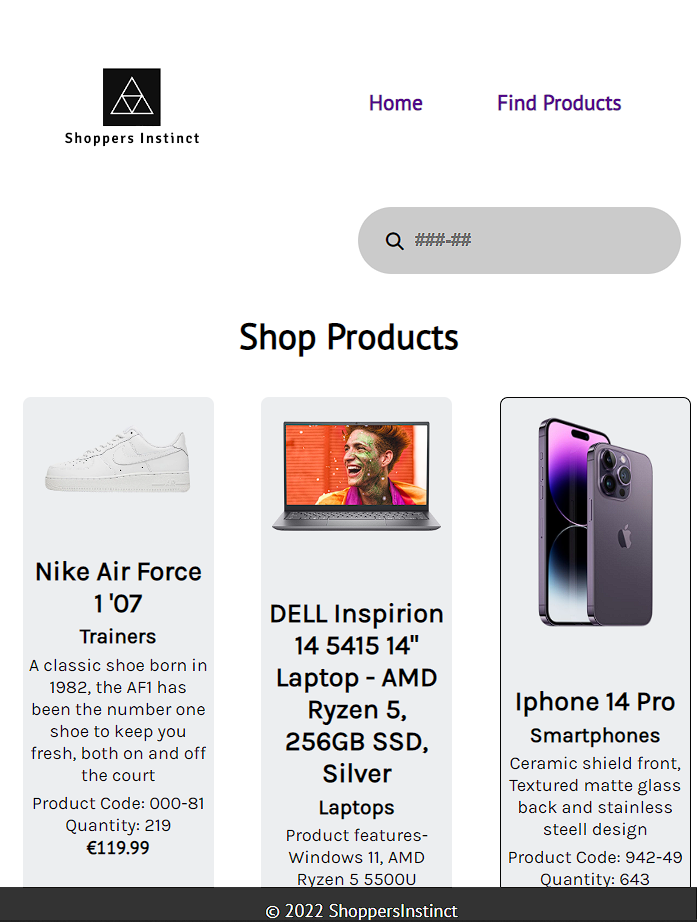 Shoppers Instinct
Home
Find Products
###-##
Shop Products
Nike Air Force
1 '07
Trainers
A classic shoe born in
1982, the AF1 has
been the number one
shoe to keep you
fresh, both on and off
the court
Product Code: 000-81
Quantity: 219
€119.99
DELL Inspirion
14 5415 14"
Laptop - AMD
Ryzen 5,
256GB SSD,
Silver
Laptops
Product features-
Windows 11, AMD
Ryzen 5 5500U
Iphone 14 Pro
Smartphones
Ceramic shield front,
Textured matte glass
back and stainless
steell design
Product Code: 942-49
Quantity: 643
© 2022 ShoppersInstinct